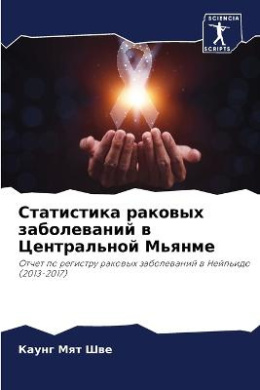 SCIENCIA
SCRIPTS
Статистика раковых
заболеваний в
Центральной Мьянме
Отчет по регистру раковых заболеваний в Нейпьидо
(2013-2017)
Каунг Мят Шве